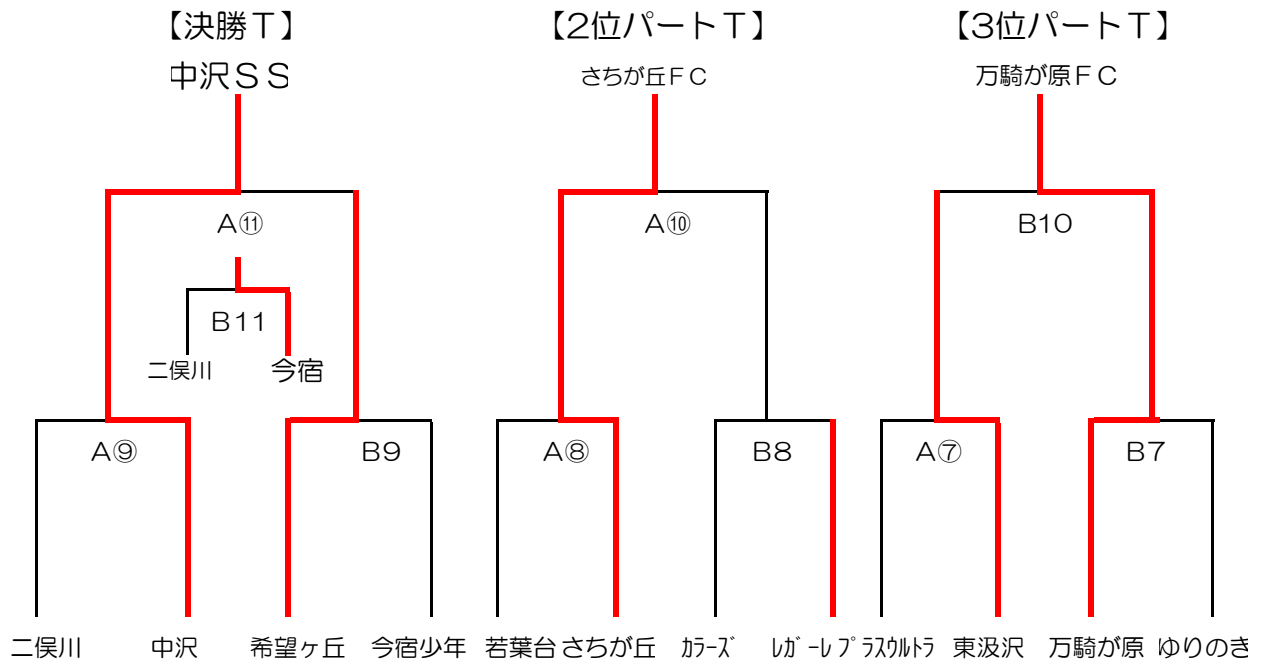 【決勝Ｔ】 【2位パートＴ】 【3位パートＴ】
中沢ＳＳ さちが丘ＦＣ 万騎が原ＦＣ
Ａ⑪ Ａ⑩ Ｂ10
Ｂ11
二俣川 今宿
Ａ⑨ Ｂ9 Ａ⑧ Ｂ8 Ａ⑦ Ｂ7
二俣川 中沢 希望ヶ丘 今宿少年 若葉台 さちが丘 ｶﾗｰｽﾞ ﾚｶﾞｰﾚﾌﾟﾗｽｳﾙﾄﾗ 東汲沢 万騎が原 ゆりのき